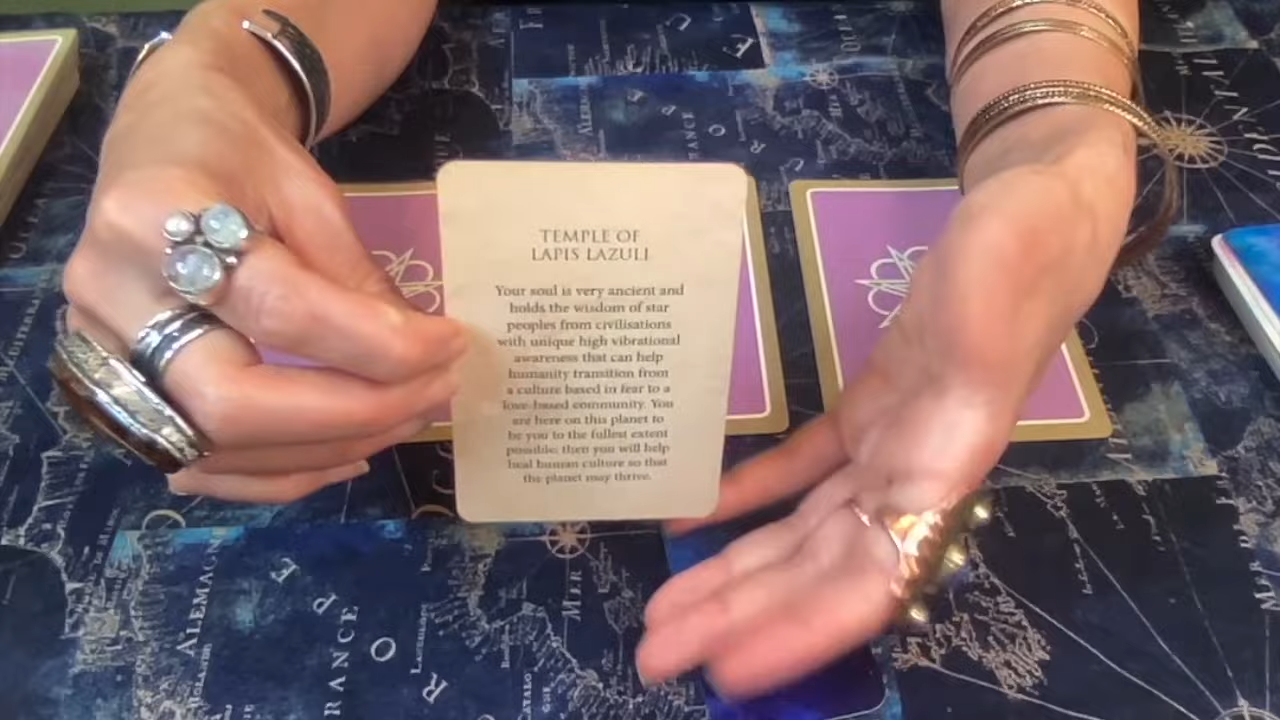 TEMPLE OF
LAPIS LAZULI
Your soul is very ancient and
holds the wisdom of star
peoples from civilisations
with unique high vibrational
awareness that can help
humanity transition from
a culture based in fear to a
love-based community. You
are here on this planet to
be you to the fullest extent
possible; then you will help
heal human culture so that
the planet may thrive.
ALEMAGN
RANCE
MER